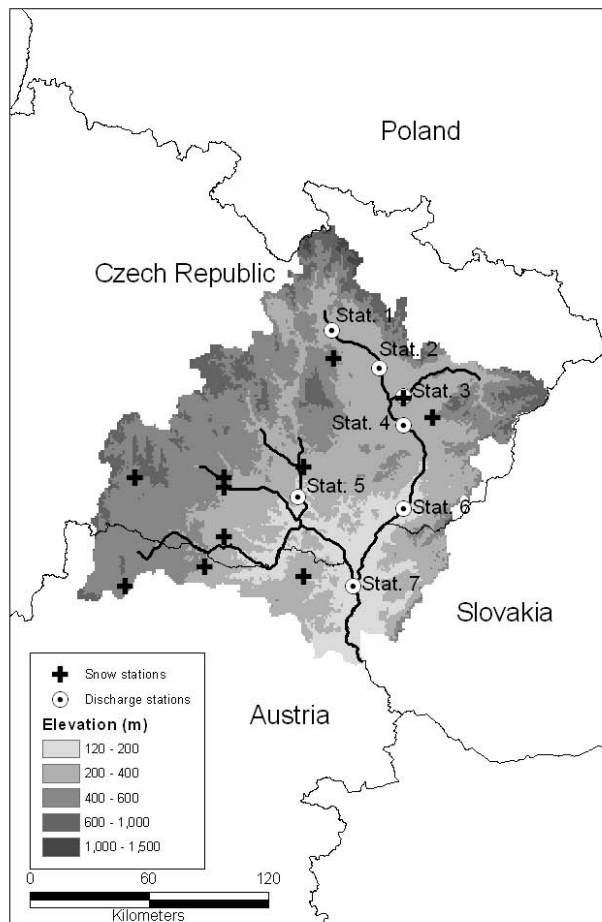 Poland
Czech Republic
Stat. 1
Stat. 2
Stat. 3
Stat. 4
Stat. 5
Stat. 6
Stat. 7
Slovakia
Austria
Snow stations
Discharge stations
Elevation (m)
120 - 200
200 - 400
400 - 600
600 - 1,000
1,000 - 1,500
0 60 120
Kilometers